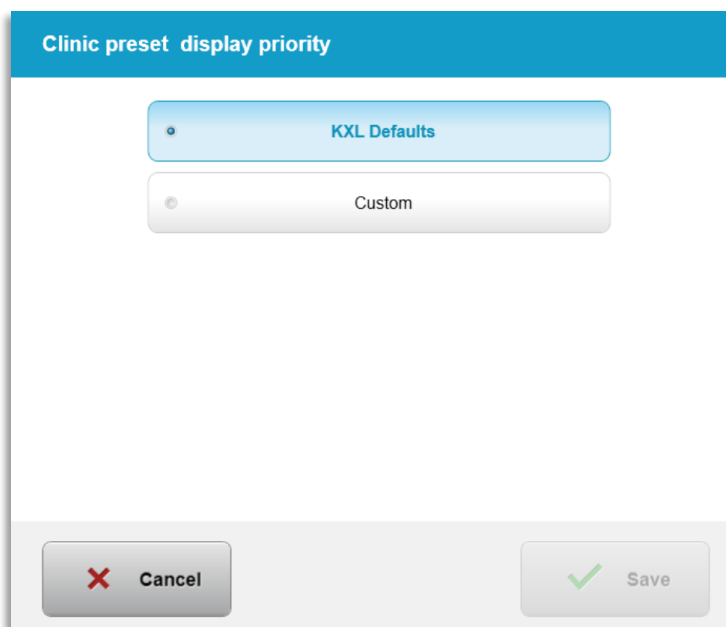 Clinic preset  display priority
KXL Defaults
Custom
Cancel
Save